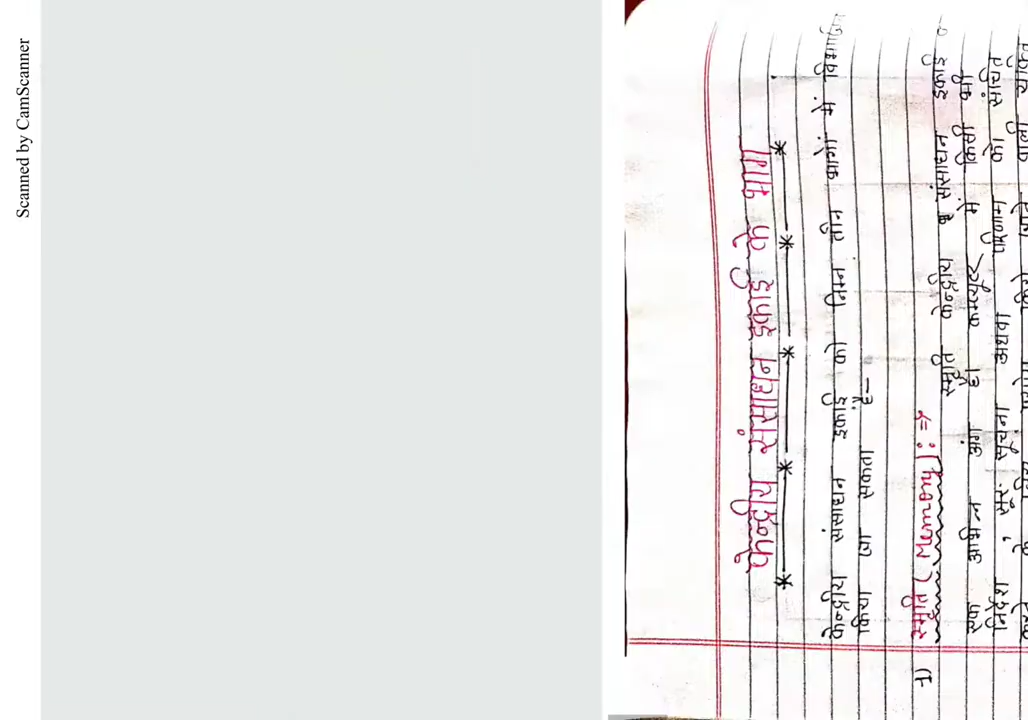 Scanned by CamScanner
केन्द्रीय संसाधन इकाई के भाग
केन्द्रीय संसाधन इकाई को निम्न तीन भागों में विभाजित
किया जा सकता है-
1) स्मृति (Memory) :⇒
स्मृति केन्द्रीय संसाधन इकाई
एक अभिन्न अंग है। कम्प्यूटर में किसी भी
निर्देश, सूचना अथवा परिणाम को संचित
करने के लिये